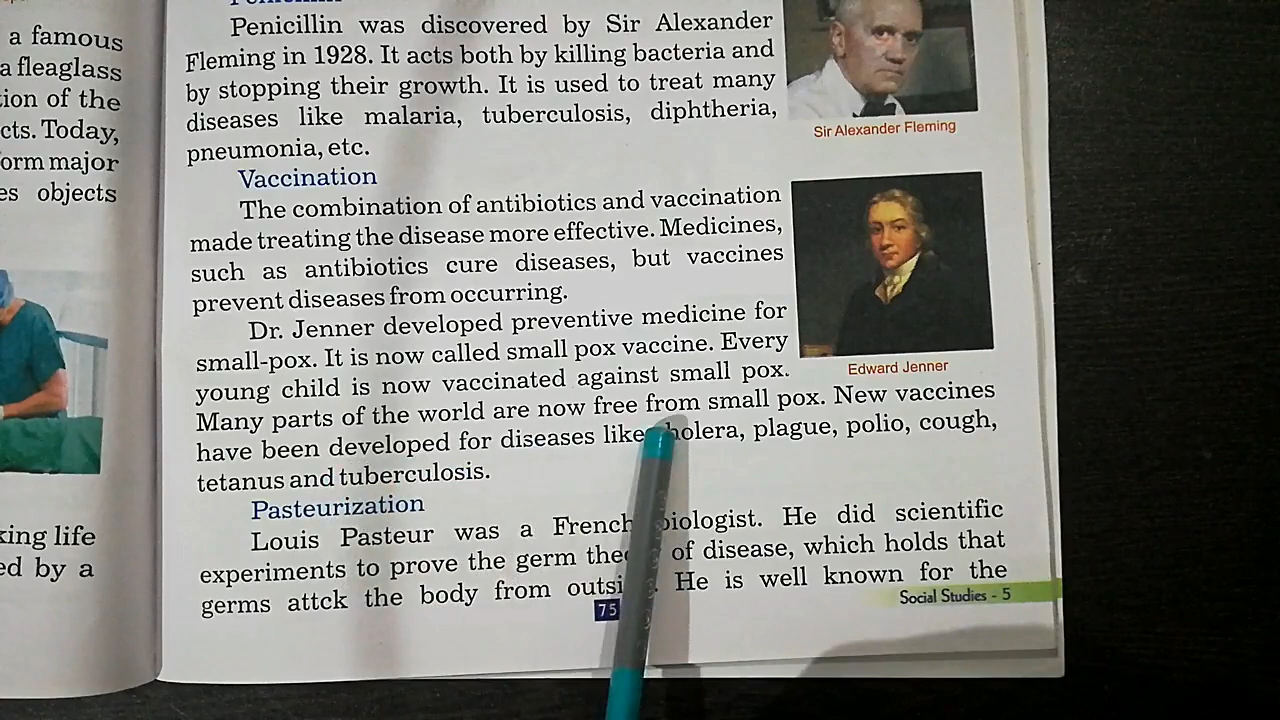 a famous
a fleaglass
ion of the
cts. Today,
orm major
es objects
king life
ed by a
Penicillin was discovered by Sir Alexander
Fleming in 1928. It acts both by killing bacteria and
by stopping their growth. It is used to treat many
diseases like malaria, tuberculosis, diphtheria,
pneumonia, etc.
Sir Alexander Fleming
Vaccination
The combination of antibiotics and vaccination
made treating the disease more effective. Medicines,
such as antibiotics cure diseases, but vaccines
prevent diseases from occurring.
Dr. Jenner developed preventive medicine for
small-pox. It is now called small pox vaccine. Every
young child is now vaccinated against small pox.
Edward Jenner
Many parts of the world are now free from small pox. New vaccines
have been developed for diseases like cholera, plague, polio, cough,
tetanus and tuberculosis.
Pasteurization
Louis Pasteur was a French biologist. He did scientific
experiments to prove the germ theory of disease, which holds that
germs attck the body from outside. He is well known for the
75
Social Studies - 5